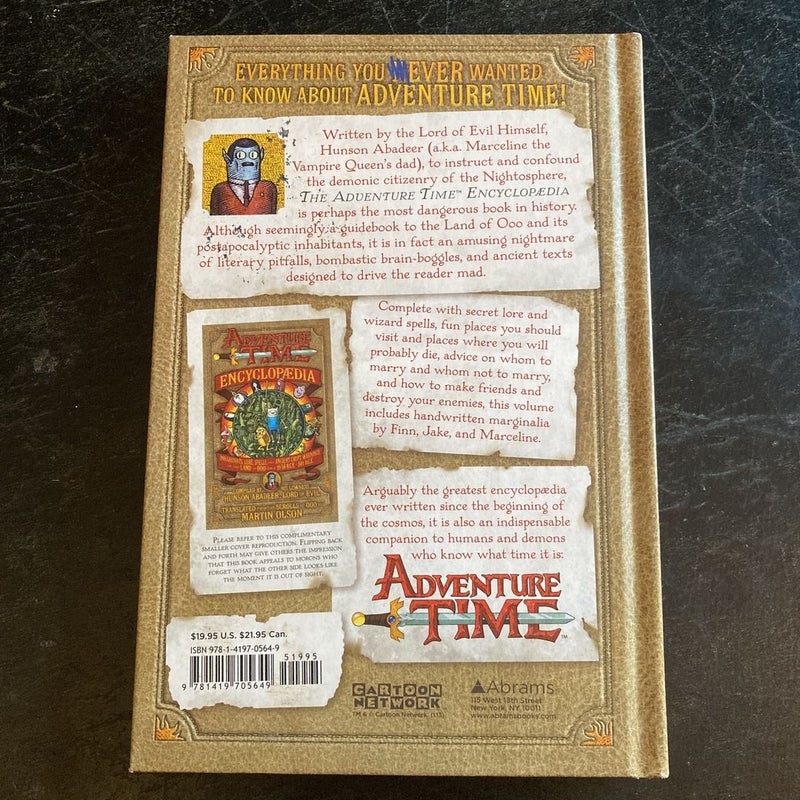 EVERYTHING YOU NEVER WANTED
TO KNOW ABOUT ADVENTURE TIME!
Written by the Lord of Evil Himself,
Hunson Abadeer (a.k.a. Marceline the
Vampire Queen's dad), to instruct and confound
the demonic citizenry of the Nightosphere,
THE ADVENTURE TIME™ ENCYCLOPÆDIA
is perhaps the most dangerous book in history.
Although seemingly a guidebook to the Land of Ooo and its
postapocalyptic inhabitants, it is in fact an amusing nightmare
of literary pitfalls, bombastic brain-boggles, and ancient texts
designed to drive the reader mad.
ADVENTURE
TIME
ENCYCLOPÆDIA
HUNSON ABADEER, LORD OF EVIL
MARTIN OLSON
PLEASE REFER TO THIS COMPLIMENTARY
SMALLER COVER REPRODUCTION. FLIPPING BACK
AND FORTH MAY GIVE OTHERS THE IMPRESSION
THAT THIS BOOK APPEALS TO MORONS WHO
FORGET WHAT THE OTHER SIDE LOOKS LIKE
THE MOMENT IT IS OUT OF SIGHT.
Complete with secret lore and
wizard spells, fun places you should
visit and places where you will
probably die, advice on whom to
marry and whom not to marry,
and how to make friends and
destroy your enemies, this volume
includes handwritten marginalia
by Finn, Jake, and Marceline.
Arguably the greatest encyclopædia
ever written since the beginning of
the cosmos, it is also an indispensable
companion to humans and demons
who know what time it is:
ADVENTURE
TIME™
$19.95 U.S. $21.95 Can.
ISBN 978-1-4197-0564-9
51995
9 781419 705649
CARTOON
NETWORK
TM & © Cartoon Network.
Abrams
115 West 18th Street
New York, NY 10011
www.abramsbooks.com